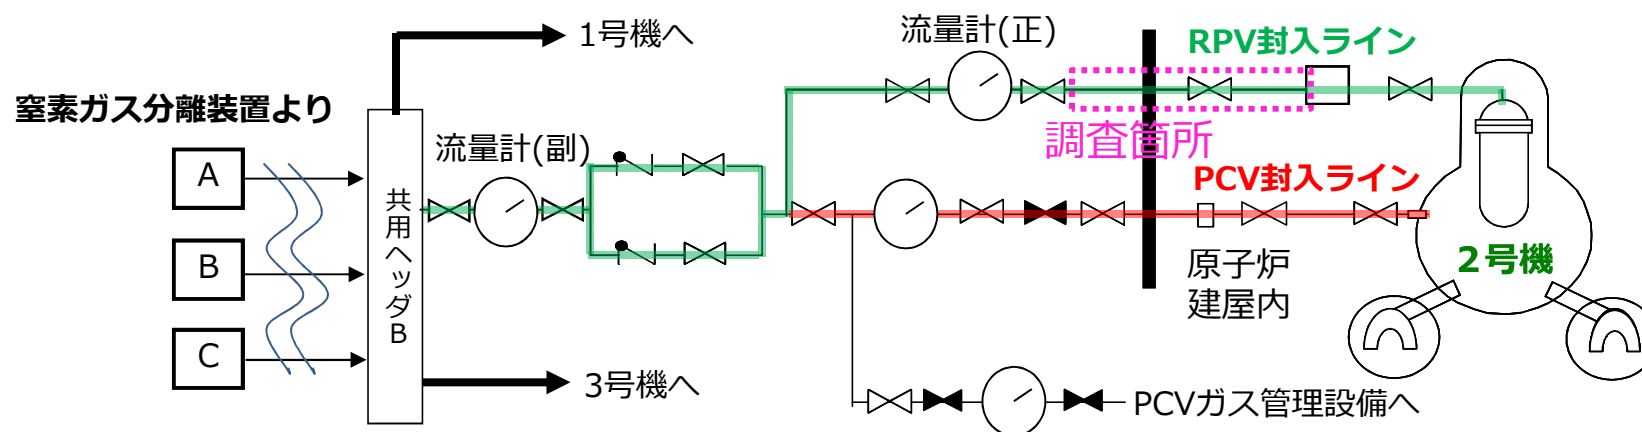 1号機へ
流量計(正)
RPV封入ライン
窒素ガス分離装置より
流量計(副)
調査箇所
A
B
C
共用ヘッダB
PCV封入ライン
原子炉
建屋内
2号機
3号機へ
PCVガス管理設備へ